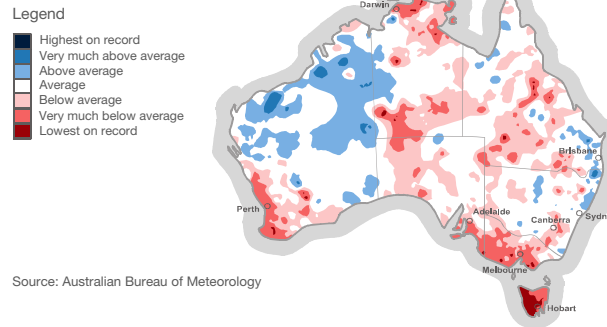 Legend
Highest on record
Very much above average
Above average
Average
Below average
Very much below average
Lowest on record
Darwin
Brisbane
Perth
Adelaide
Canberra
Sydn
Melbourne
Hobart
Source: Australian Bureau of Meteorology